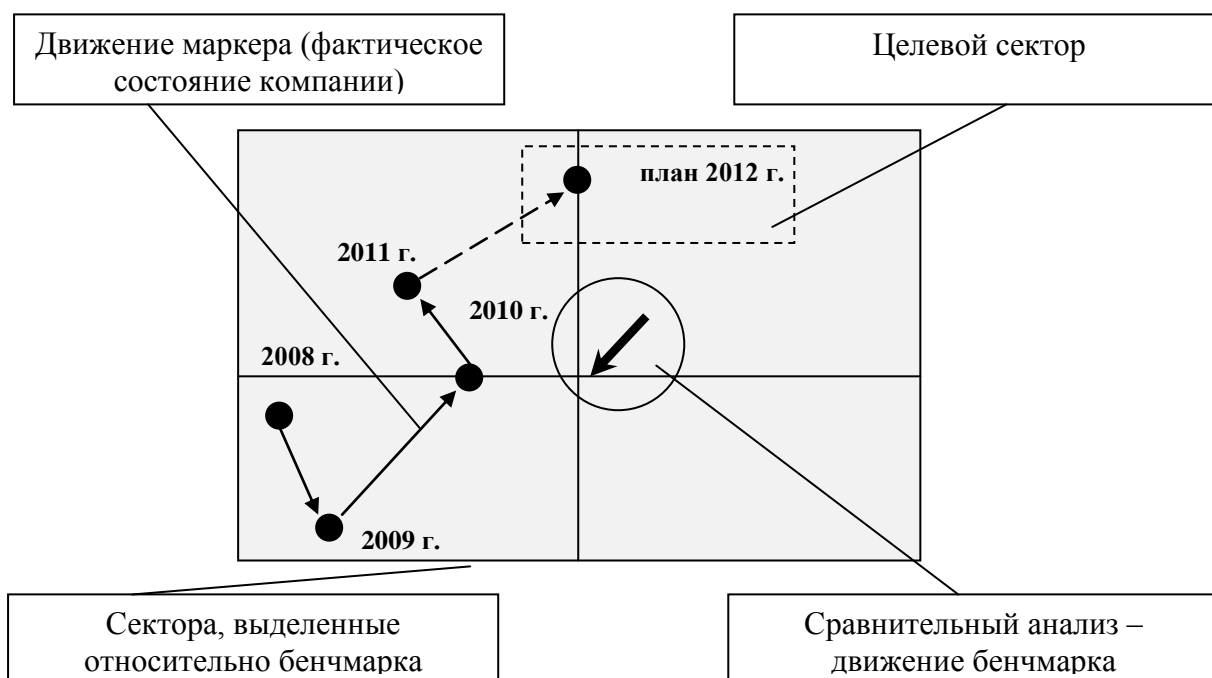 Движение маркера (фактическое
состояние компании)
Целевой сектор
план 2012 г.
2011 г.
2010 г.
2008 г.
2009 г.
Сектора, выделенные
относительно бенчмарка
Сравнительный анализ –
движение бенчмарка